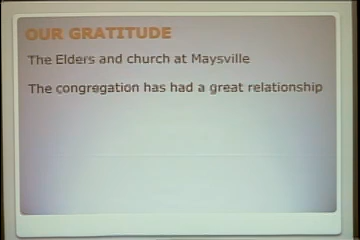 OUR GRATITUDE
The Elders and church at Maysville
The congregation has had a great relationship